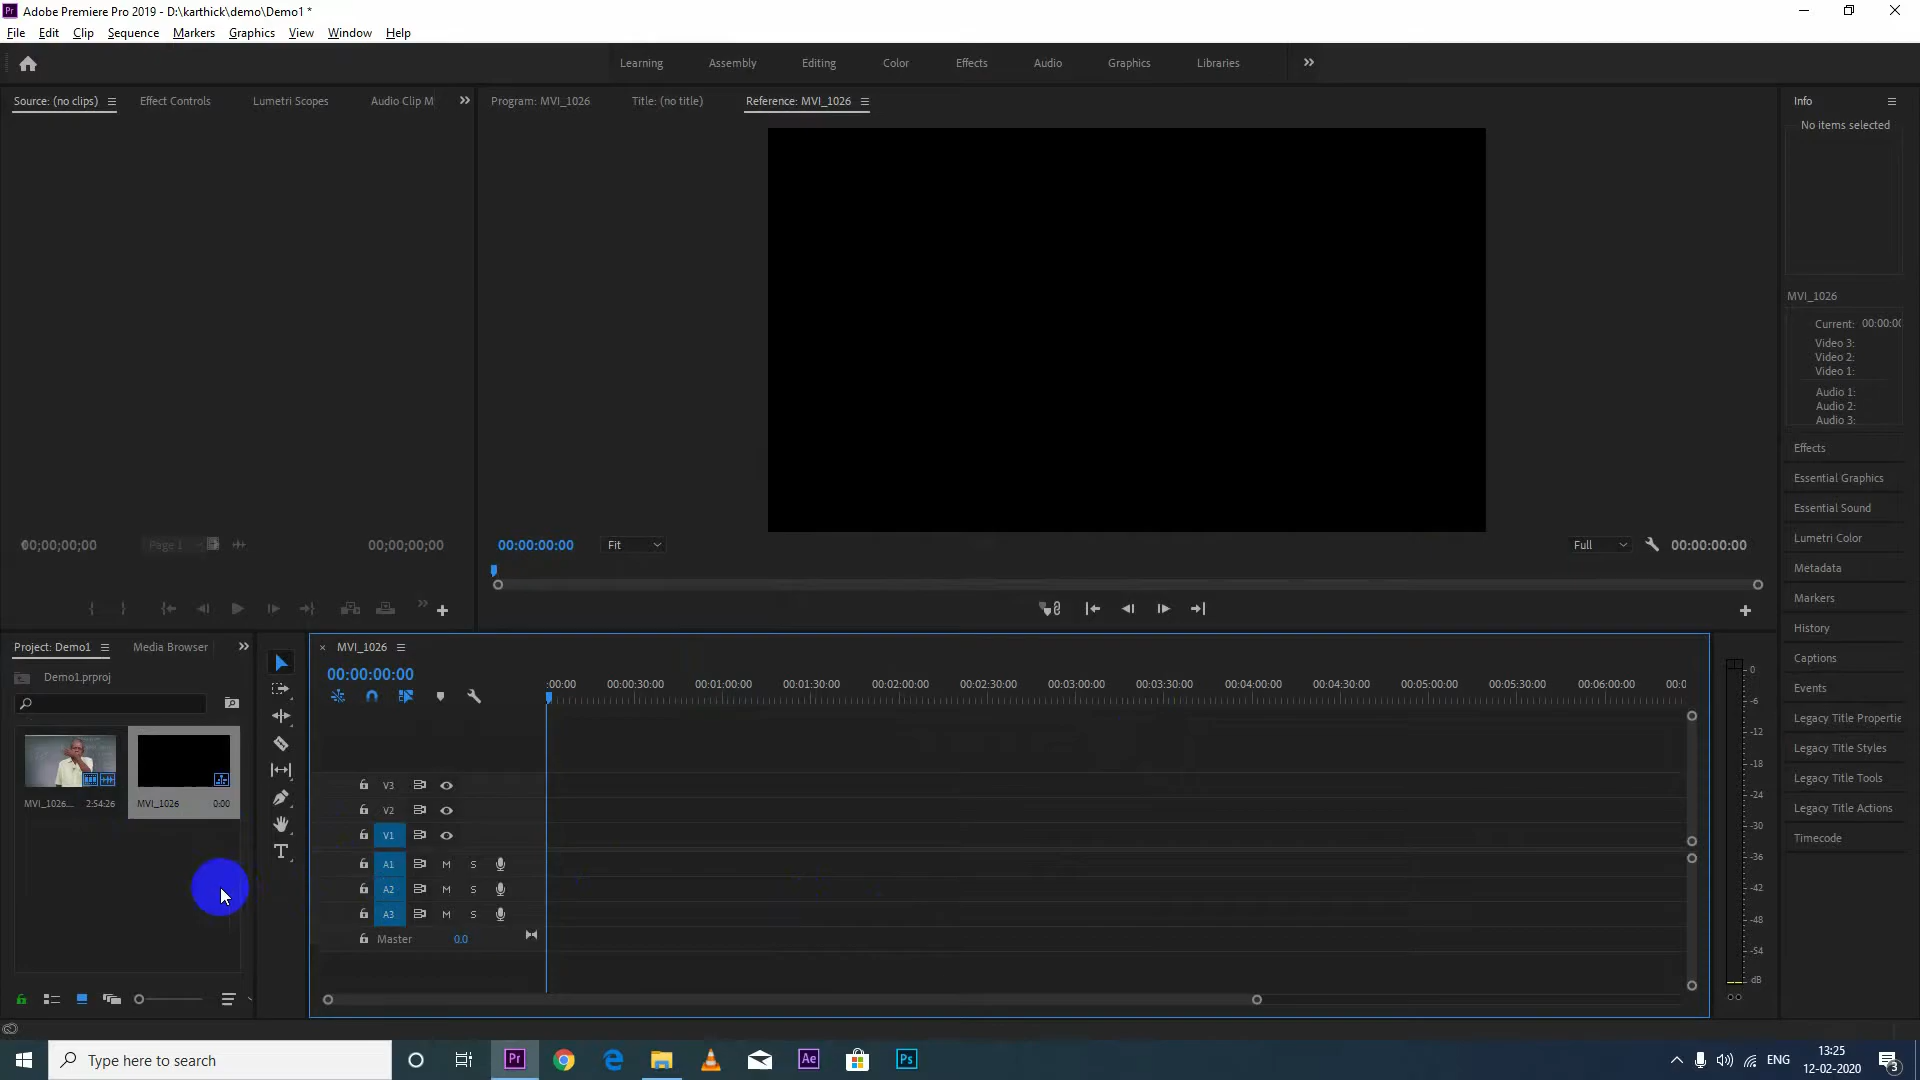 Pr Adobe Premiere Pro 2019 - D:\karthick\demo\Demo1 *
File Edit Clip Sequence Markers Graphics View Window Help
Learning Assembly Editing Color Effects Audio Graphics Libraries
Source: (no clips) Effect Controls Lumetri Scopes Audio Clip M
Program: MVI_1026 Title: (no title) Reference: MVI_1026
Info
No items selected
MVI_1026
Current: 00:00:00
Video 3:
Video 2:
Video 1:
Audio 1:
Audio 2:
Audio 3:
Effects
Essential Graphics
Essential Sound
Lumetri Color
Metadata
Markers
History
Captions
Events
Legacy Title Propertie
Legacy Title Styles
Legacy Title Tools
Legacy Title Actions
Timecode
00;00;00;00 Page 1 00;00;00;00
00:00:00:00 Fit Full 00:00:00:00
Project: Demo1 Media Browser
Demo1.prproj
MVI_1026... 2:54:26 MVI_1026 0:00
MVI_1026
00:00:00:00
:00:00 00:00:30:00 00:01:00:00 00:01:30:00 00:02:00:00 00:02:30:00 00:03:00:00 00:03:30:00 00:04:00:00 00:04:30:00 00:05:00:00 00:05:30:00 00:06:00:00 00:0
V3
V2
V1
A1 M S
A2 M S
A3 M S
Master 0.0
0
-6
-12
-18
-24
-30
-36
-42
-48
-54
dB
Type here to search
Pr Ae Ps
ENG 13:25
12-02-2020
3